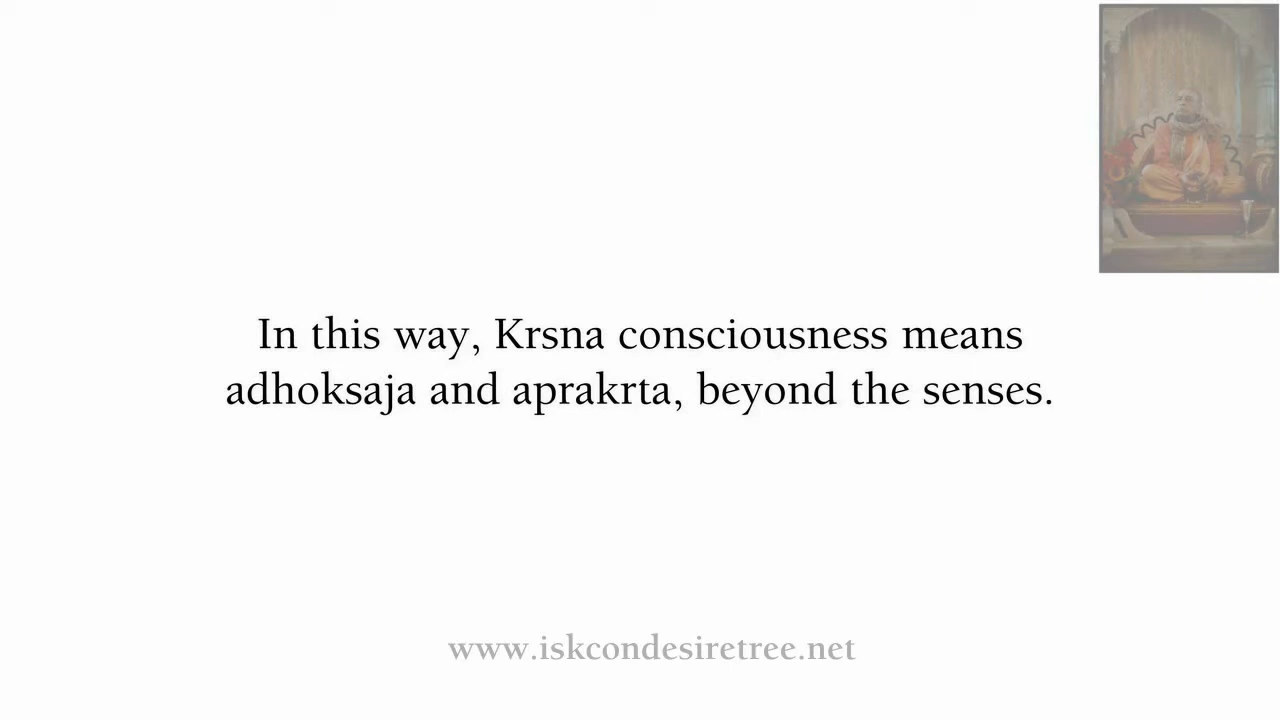 In this way, Krsna consciousness means
adhoksaja and aprakrta, beyond the senses.
www.iskcondesiretree.net